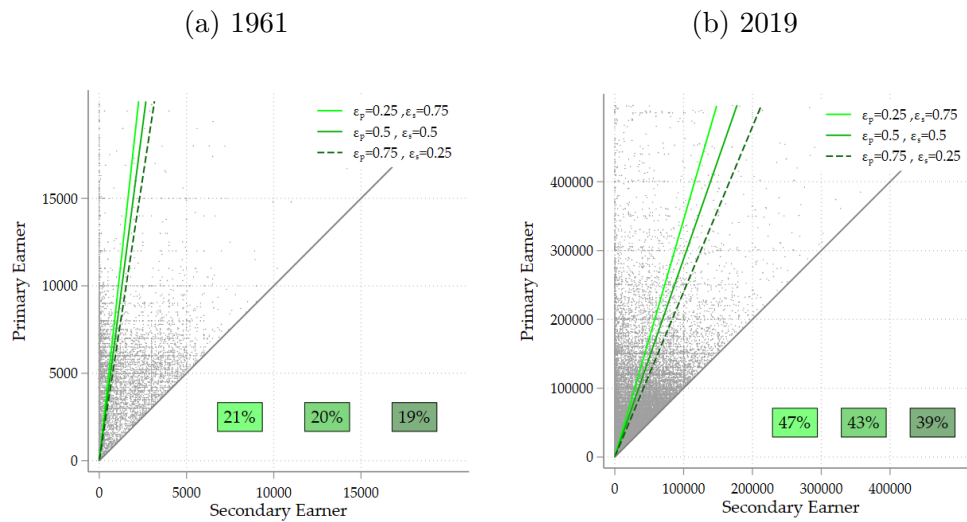 (a) 1961
εp=0.25 ,εs=0.75
εp=0.5 , εs=0.5
εp=0.75 , εs=0.25
Primary Earner
15000
10000
5000
0
21% 20% 19%
0 5000 10000 15000
Secondary Earner
(b) 2019
εp=0.25 ,εs=0.75
εp=0.5 , εs=0.5
εp=0.75 , εs=0.25
Primary Earner
400000
300000
200000
100000
0
47% 43% 39%
0 100000 200000 300000 400000
Secondary Earner